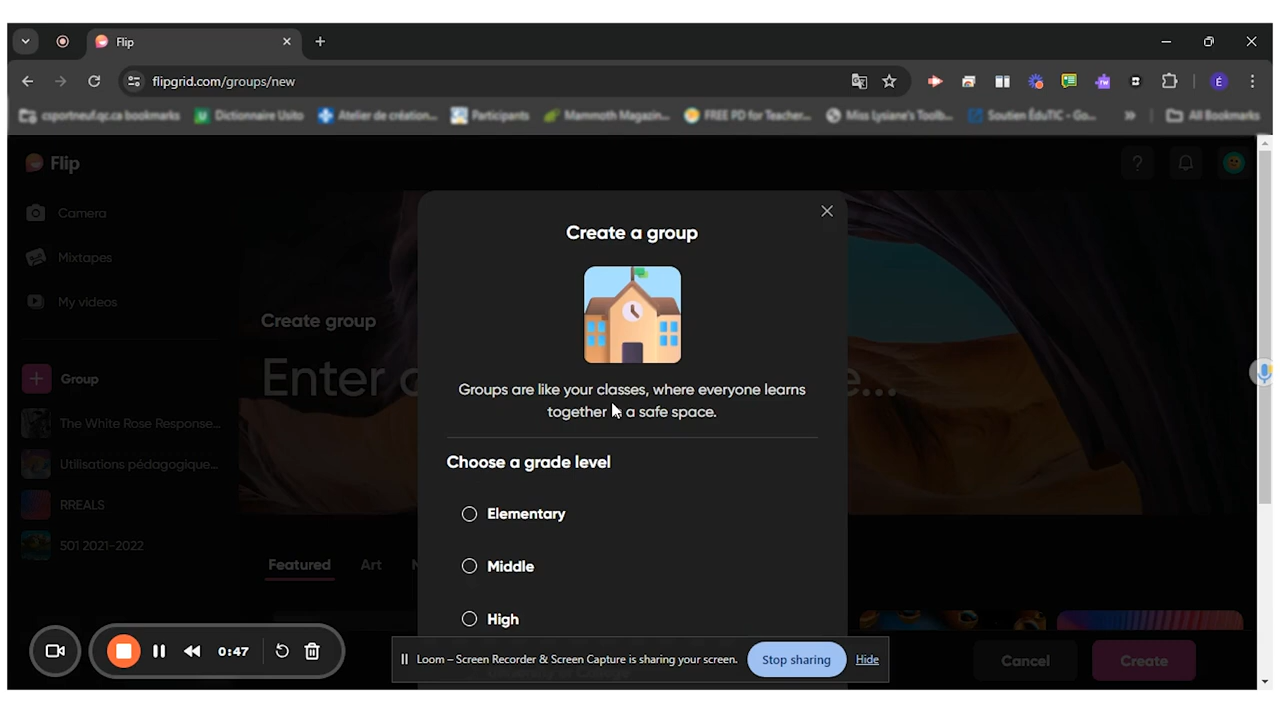 Flip
flipgrid.com/groups/new
É
csportneuf.qc.ca bookmarks
Dictionnaire Usito
Atelier de création...
Participants
Mammoth Magazin...
FREE PD for Teacher...
Miss Lysiane's Toolb...
Soutien ÉduTIC - Go...
»
All Bookmarks
Flip
?
Camera
Mixtapes
My videos
Group
The White Rose Response...
Utilisations pédagogique...
RREALS
S01 2021-2022
Create group
Enter
e...
Featured
Art
Create a group
Groups are like your classes, where everyone learns
together a safe space.
Choose a grade level
Elementary
Middle
High
0:47
Loom – Screen Recorder & Screen Capture is sharing your screen.
Stop sharing
Hide
Cancel
Create